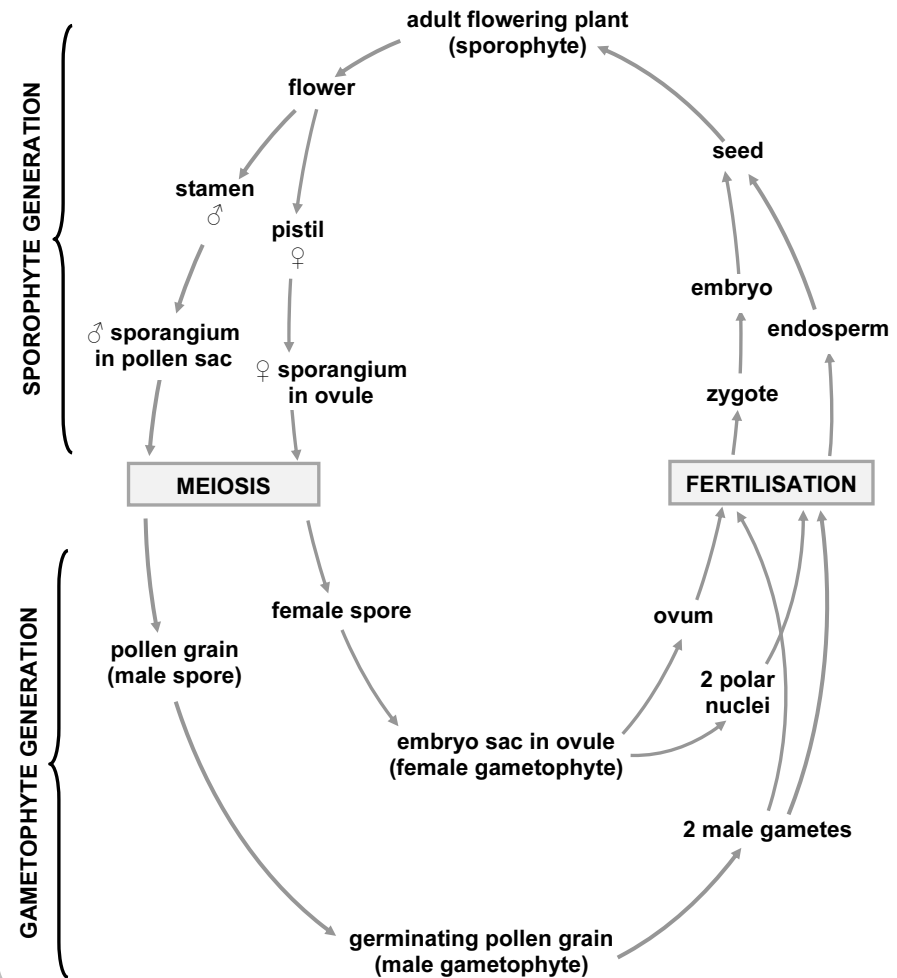 adult flowering plant
(sporophyte)
flower
seed
stamen
♂
pistil
♀
embryo
endosperm
♂ sporangium
in pollen sac
♀ sporangium
in ovule
zygote
SPOROPHYTE GENERATION
MEIOSIS
FERTILISATION
female spore
ovum
pollen grain
(male spore)
2 polar
nuclei
embryo sac in ovule
(female gametophyte)
2 male gametes
germinating pollen grain
(male gametophyte)
GAMETOPHYTE GENERATION